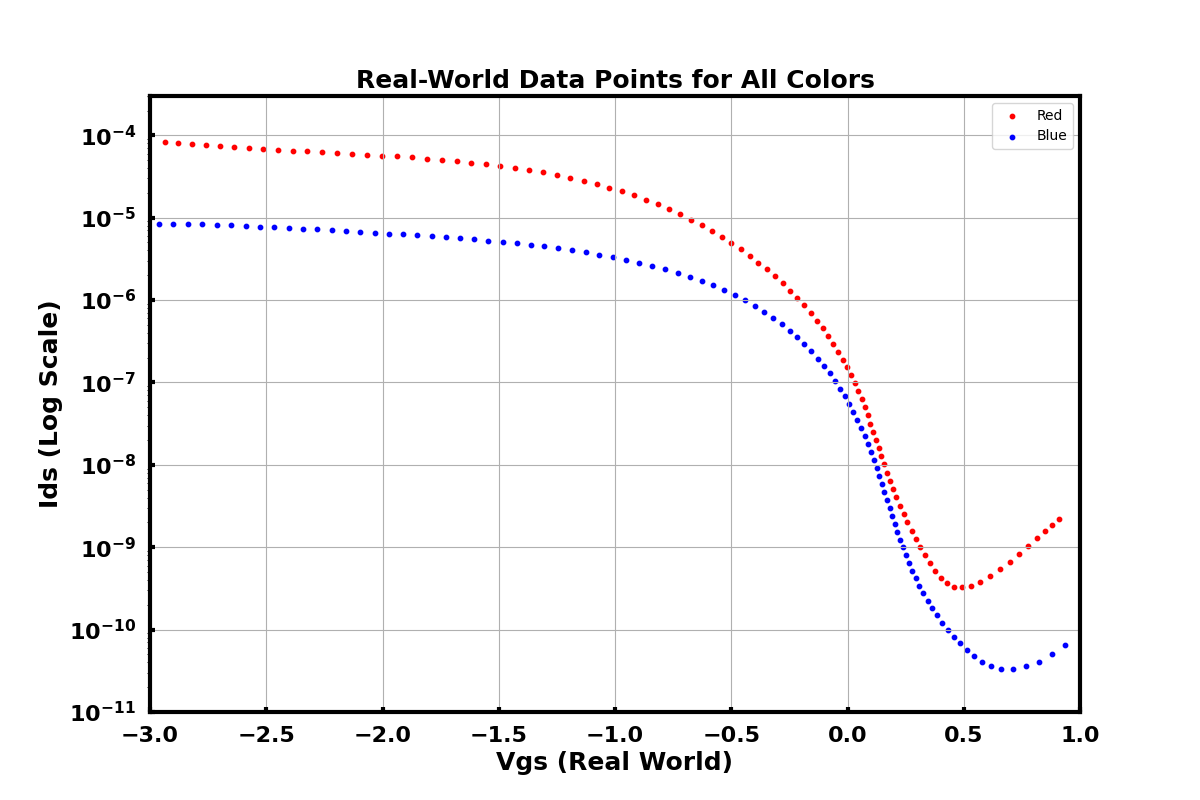 Real-World Data Points for All Colors
Red
Blue
Ids (Log Scale)
10⁻⁴
10⁻⁵
10⁻⁶
10⁻⁷
10⁻⁸
10⁻⁹
10⁻¹⁰
10⁻¹¹
−3.0 −2.5 −2.0 −1.5 −1.0 −0.5 0.0 0.5 1.0
Vgs (Real World)